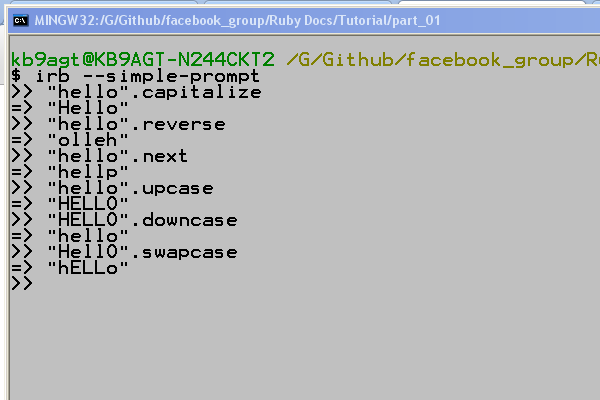 MINGW32:/G/Github/facebook_group/Ruby Docs/Tutorial/part_01
kb9agt@KB9AGT-N244CKT2 /G/Github/facebook_group/Ru
$ irb --simple-prompt
>> "hello".capitalize
=> "Hello"
>> "hello".reverse
=> "olleh"
>> "hello".next
=> "hellp"
>> "hello".upcase
=> "HELLO"
>> "HELLO".downcase
=> "hello"
>> "HellO".swapcase
=> "hELLo"
>>